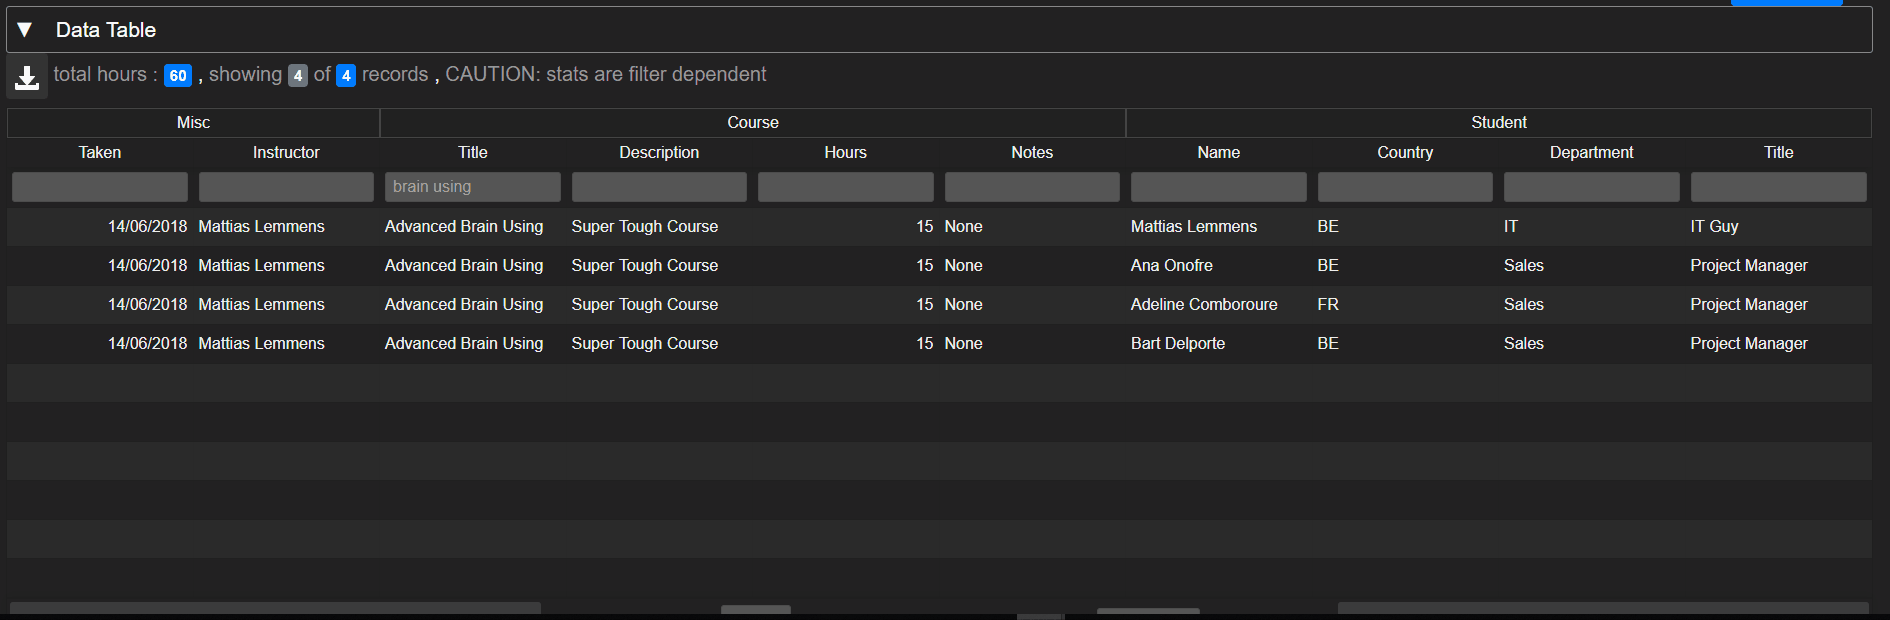 ▼ Data Table
total hours : 60 , showing 4 of 4 records , CAUTION: stats are filter dependent
Misc Course Student
Taken Instructor Title Description Hours Notes Name Country Department Title
brain using
14/06/2018 Mattias Lemmens Advanced Brain Using Super Tough Course 15 None Mattias Lemmens BE IT IT Guy
14/06/2018 Mattias Lemmens Advanced Brain Using Super Tough Course 15 None Ana Onofre BE Sales Project Manager
14/06/2018 Mattias Lemmens Advanced Brain Using Super Tough Course 15 None Adeline Comboroure FR Sales Project Manager
14/06/2018 Mattias Lemmens Advanced Brain Using Super Tough Course 15 None Bart Delporte BE Sales Project Manager